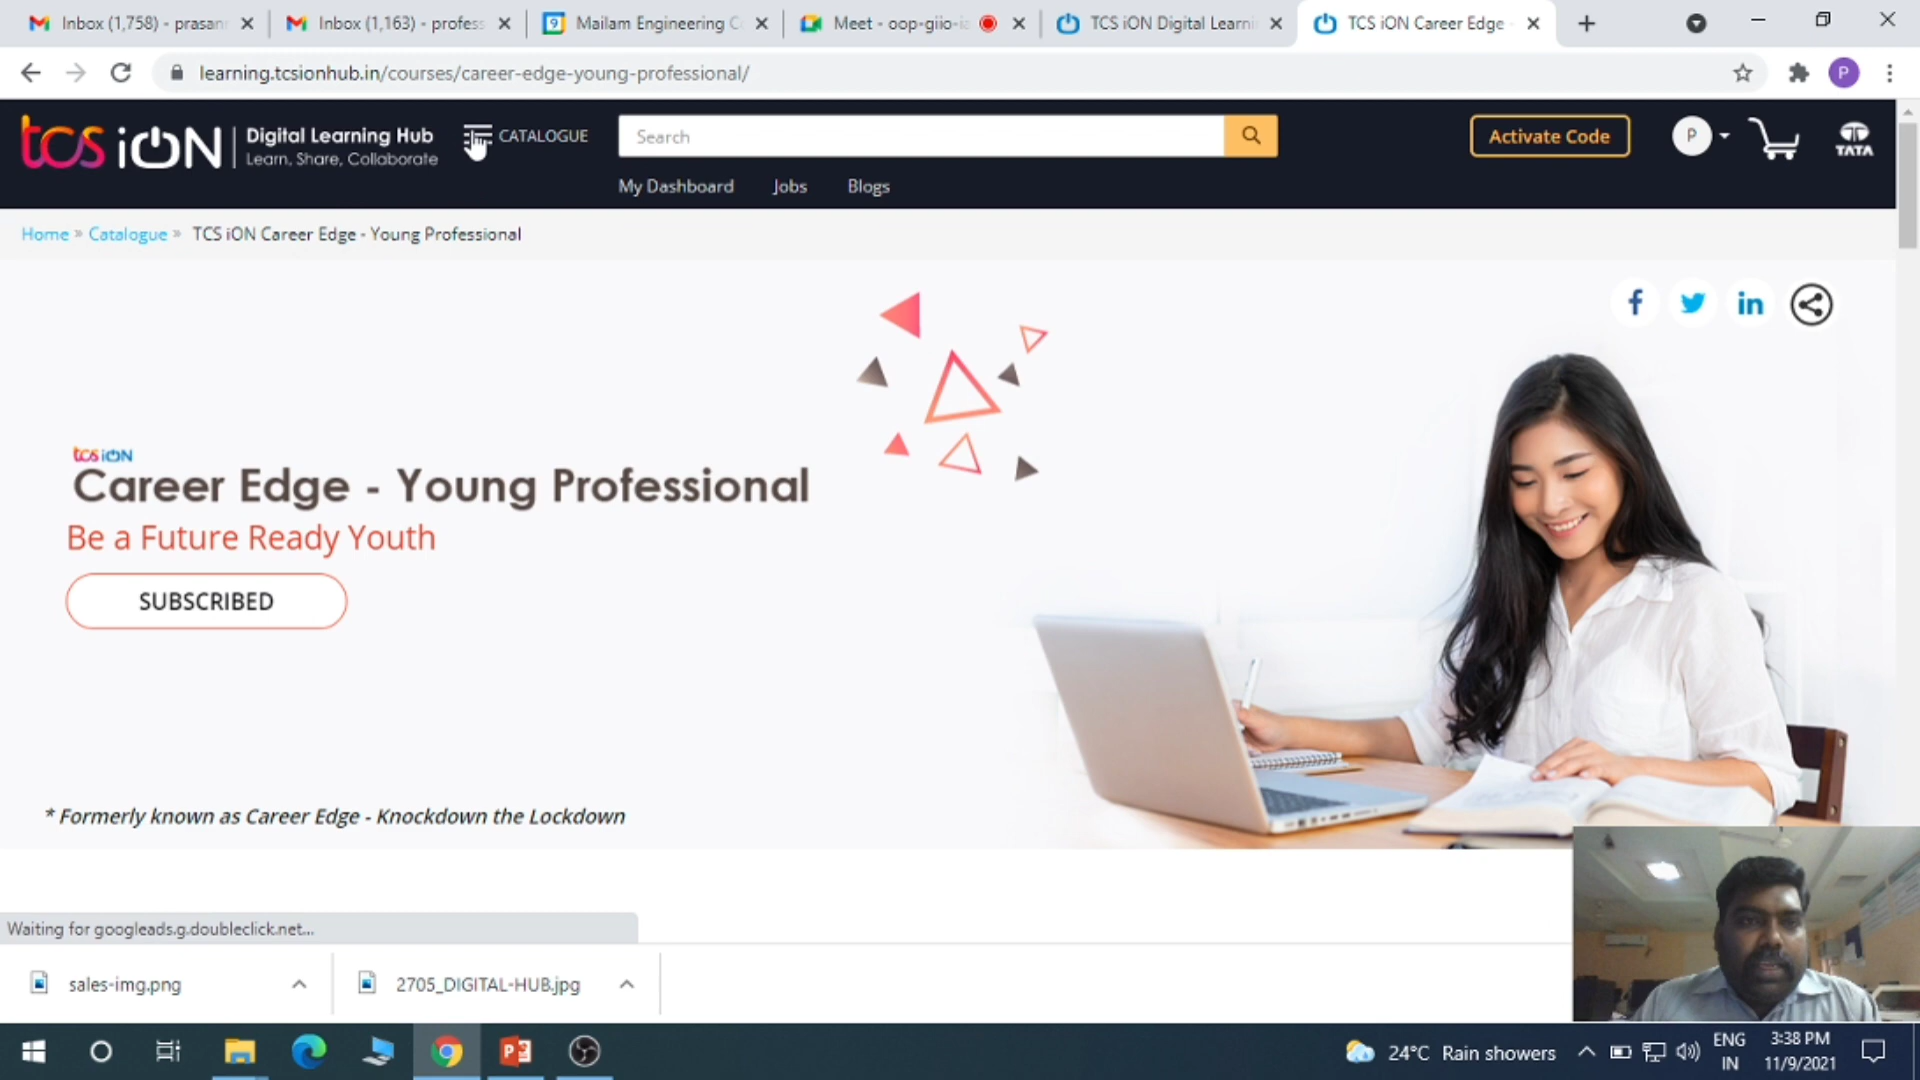 Inbox (1,758) - prasan
Inbox (1,163) - profess
9
Mailam Engineering C
Meet - oop-giio-i
TCS iON Digital Learni
TCS iON Career Edge -
learning.tcsionhub.in/courses/career-edge-young-professional/
P
tcs iON
Digital Learning Hub
Learn, Share, Collaborate
CATALOGUE
Search
Activate Code
P
TATA
My Dashboard
Jobs
Blogs
Home » Catalogue » TCS iON Career Edge - Young Professional
f
in
tcs iON
Career Edge - Young Professional
Be a Future Ready Youth
SUBSCRIBED
* Formerly known as Career Edge - Knockdown the Lockdown
Waiting for googleads.g.doubleclick.net...
sales-img.png
2705_DIGITAL-HUB.jpg
24°C Rain showers
ENG
IN
3:38 PM
11/9/2021